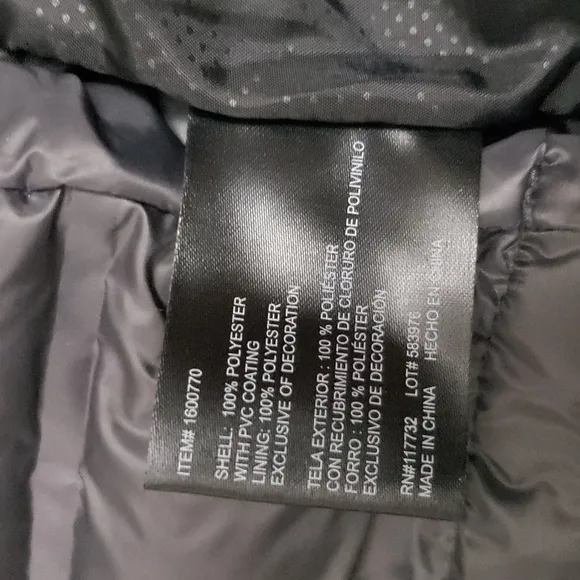 ITEM# 1600770
SHELL: 100% POLYESTER
WITH PVC COATING
LINING: 100% POLYESTER
EXCLUSIVE OF DECORATION
TELA EXTERIOR : 100 % POLIÉSTER
CON RECUBRIMIENTO DE CLORURO DE POLIVINILO
FORRO : 100 % POLIÉSTER
EXCLUSIVO DE DECORACIÓN
RN#117732 LOT# 583976
MADE IN CHINA HECHO EN CHINA